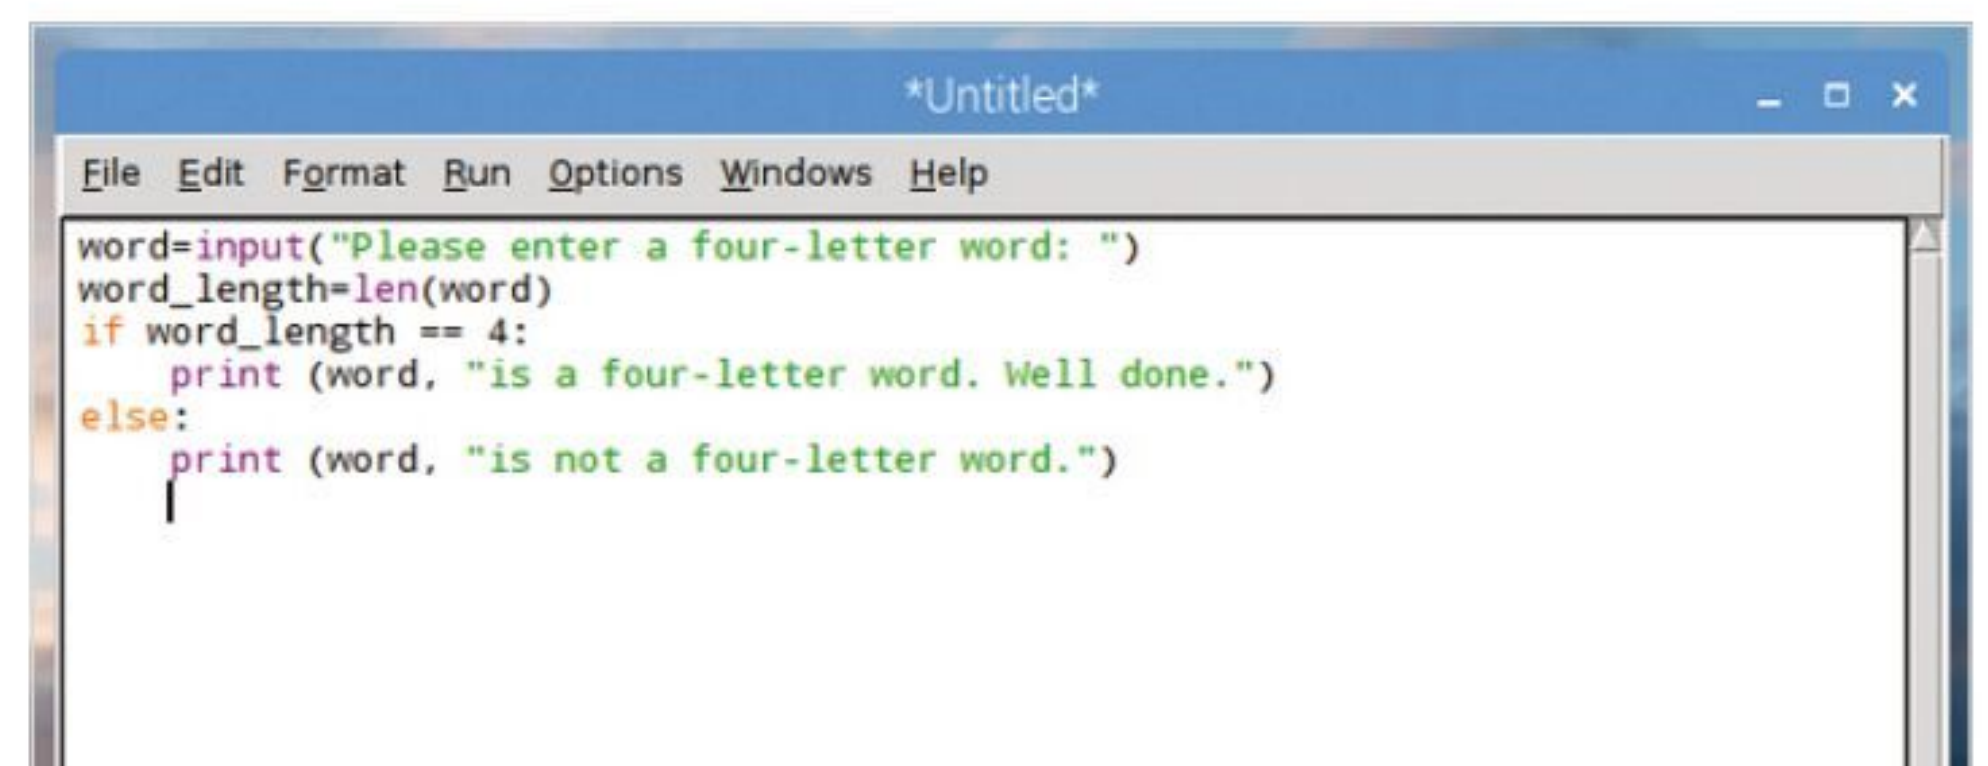 *Untitled*
File Edit Format Run Options Windows Help
word=input("Please enter a four-letter word: ")
word_length=len(word)
if word_length == 4:
    print (word, "is a four-letter word. Well done.")
else:
    print (word, "is not a four-letter word.")